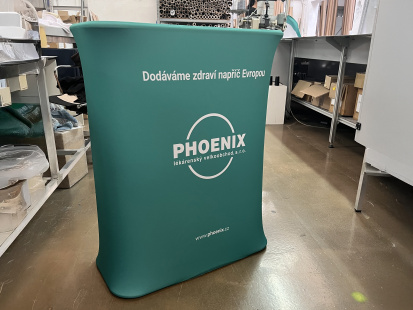 Dodáváme zdraví napříč Evropou
PHOENIX
lékárenský velkoobchod, s.r.o.
www.phoenix.cz